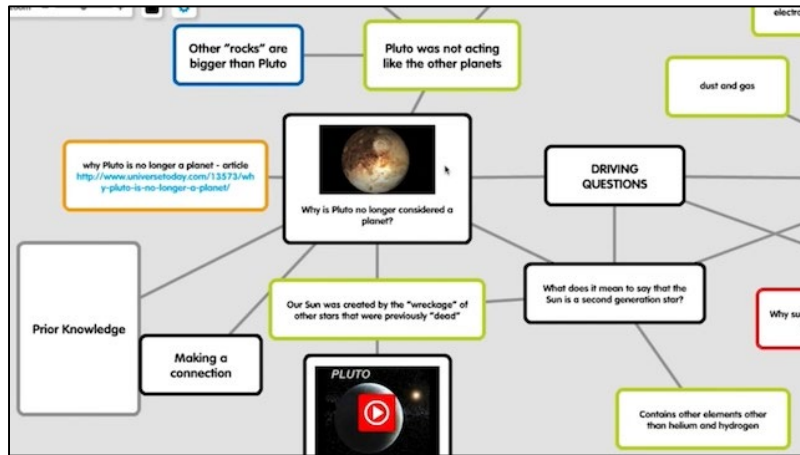 Other "rocks" are
bigger than Pluto
Pluto was not acting
like the other planets
dust and gas
why Pluto is no longer a planet - article
http://www.universetoday.com/13573/wh
y-pluto-is-no-longer-a-planet/
Why is Pluto no longer considered a
planet?
DRIVING
QUESTIONS
Prior Knowledge
Making a
connection
Our Sun was created by the "wreckage" of
other stars that were previously "dead"
What does it mean to say that the
Sun is a second generation star?
Why
PLUTO
Contains other elements other
than helium and hydrogen